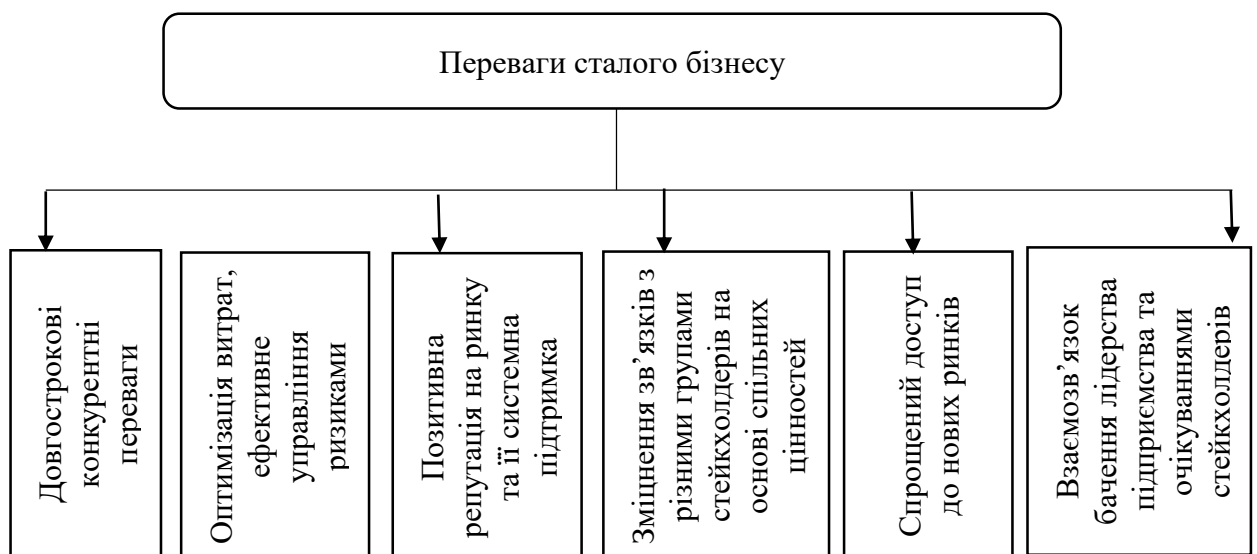 Переваги сталого бізнесу
Довгострокові
конкурентні
переваги
Оптимізація витрат,
ефективне
управління
ризиками
Позитивна
репутація на ринку
та її системна
підтримка
Зміцнення зв’язків з
різними групами
стейкхолдерів на
основі спільних
цінностей
Спрощений доступ
до нових ринків
Взаємозв’язок
бачення лідерства
підприємства та
очікуваннями
стейкхолдерів